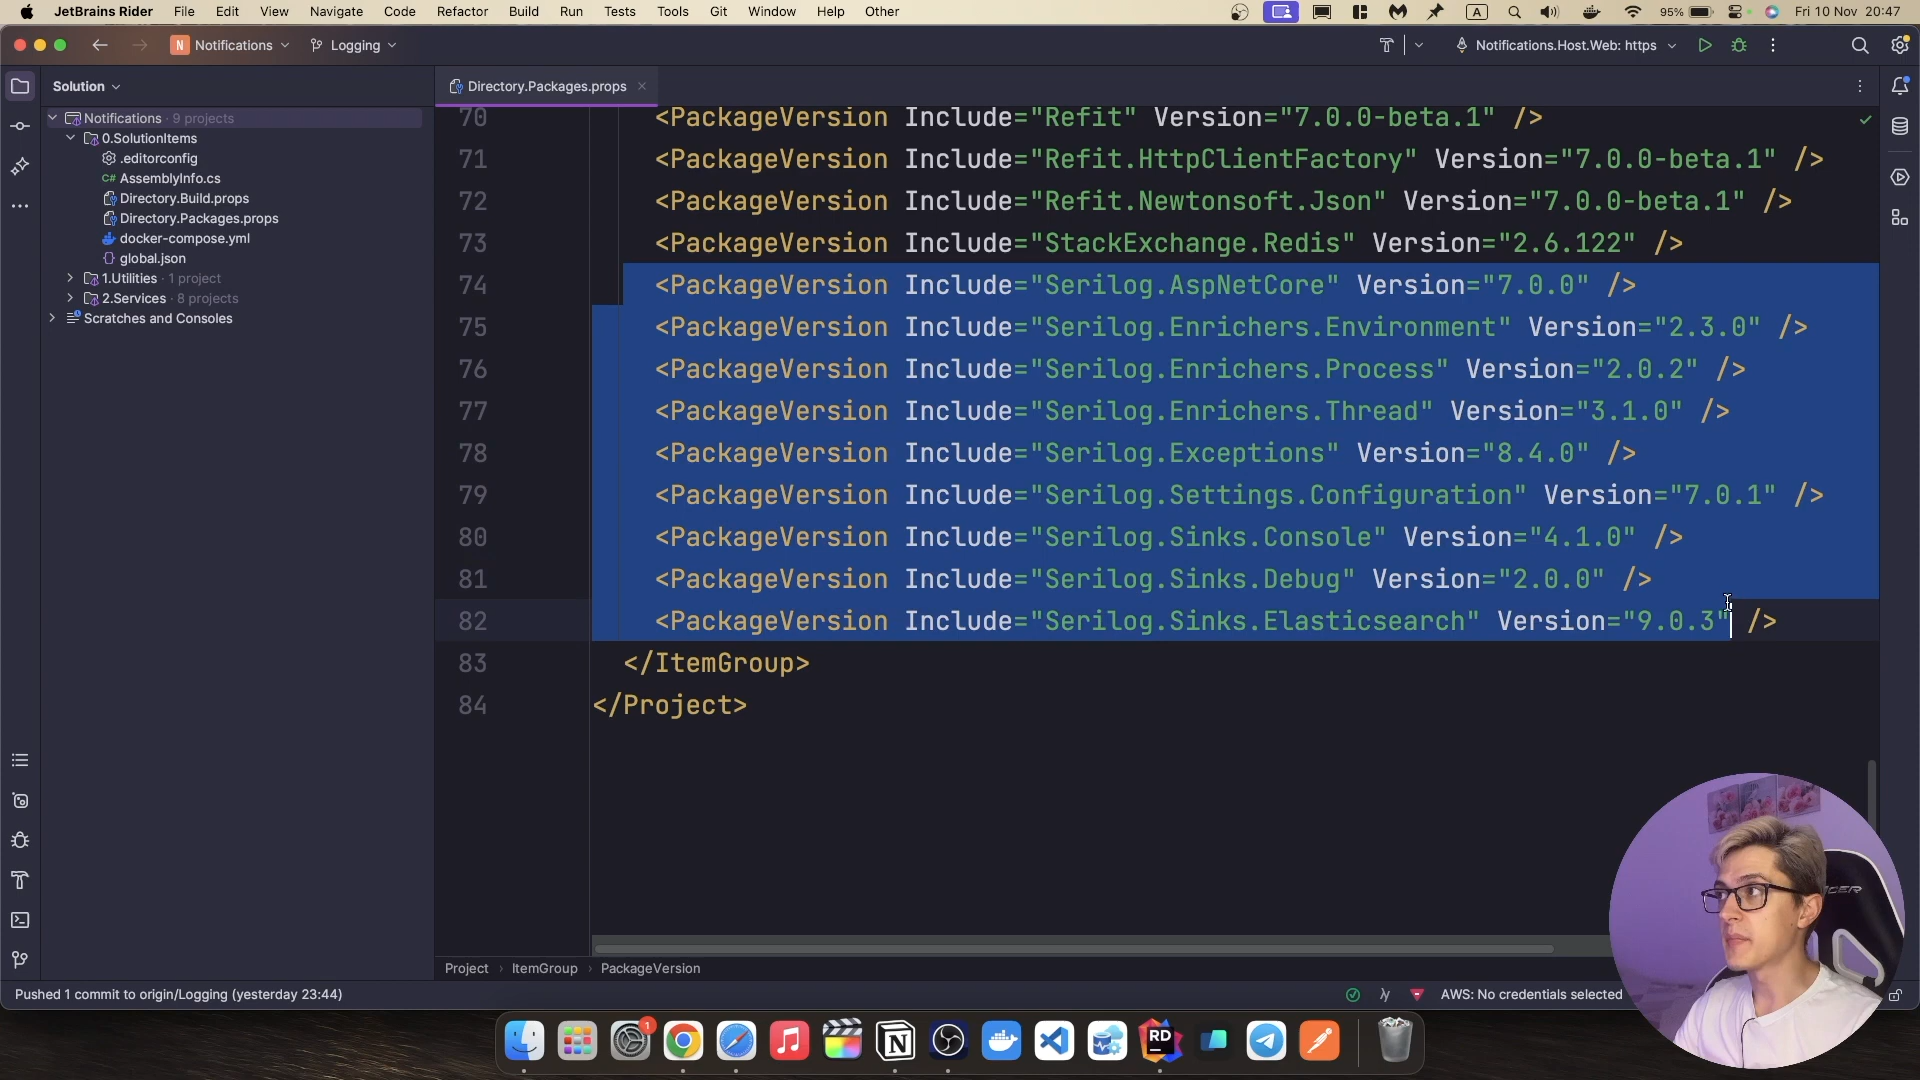 JetBrains Rider File Edit View Navigate Code Refactor Build Run Tests Tools Git Window Help Other
A 95% Fri 10 Nov 20:47
N Notifications Logging Notifications.Host.Web: https
Solution
Directory.Packages.props
Notifications · 9 projects
0.SolutionItems
.editorconfig
C# AssemblyInfo.cs
Directory.Build.props
Directory.Packages.props
docker-compose.yml
{} global.json
1.Utilities · 1 project
2.Services · 8 projects
Scratches and Consoles
70 <PackageVersion Include="Refit" Version="7.0.0-beta.1" />
71 <PackageVersion Include="Refit.HttpClientFactory" Version="7.0.0-beta.1" />
72 <PackageVersion Include="Refit.Newtonsoft.Json" Version="7.0.0-beta.1" />
73 <PackageVersion Include="StackExchange.Redis" Version="2.6.122" />
74 <PackageVersion Include="Serilog.AspNetCore" Version="7.0.0" />
75 <PackageVersion Include="Serilog.Enrichers.Environment" Version="2.3.0" />
76 <PackageVersion Include="Serilog.Enrichers.Process" Version="2.0.2" />
77 <PackageVersion Include="Serilog.Enrichers.Thread" Version="3.1.0" />
78 <PackageVersion Include="Serilog.Exceptions" Version="8.4.0" />
79 <PackageVersion Include="Serilog.Settings.Configuration" Version="7.0.1" />
80 <PackageVersion Include="Serilog.Sinks.Console" Version="4.1.0" />
81 <PackageVersion Include="Serilog.Sinks.Debug" Version="2.0.0" />
82 <PackageVersion Include="Serilog.Sinks.Elasticsearch" Version="9.0.3" />
83 </ItemGroup>
84 </Project>
Project › ItemGroup › PackageVersion
Pushed 1 commit to origin/Logging (yesterday 23:44)
AWS: No credentials selected
1
RD